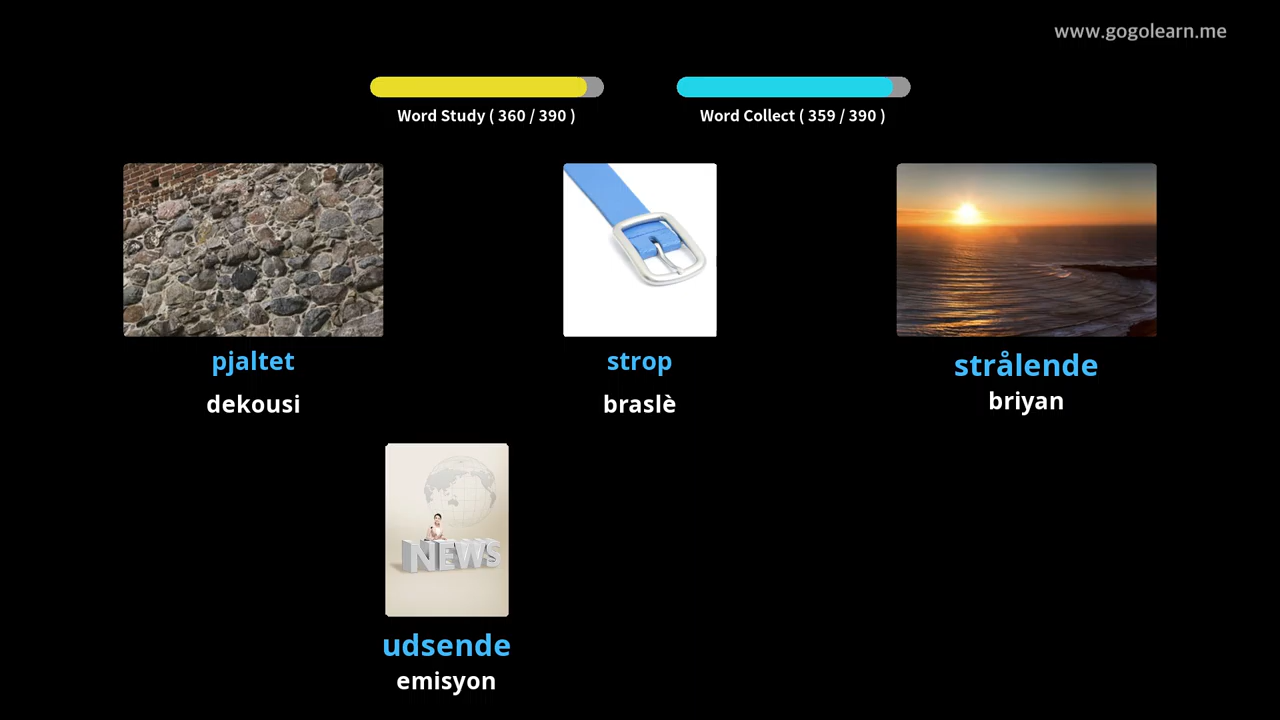 www.gogolearn.me
Word Study ( 360 / 390 )
Word Collect ( 359 / 390 )
pjaltet
strop
strålende
dekousi
braslè
briyan
NEWS
udsende
emisyon